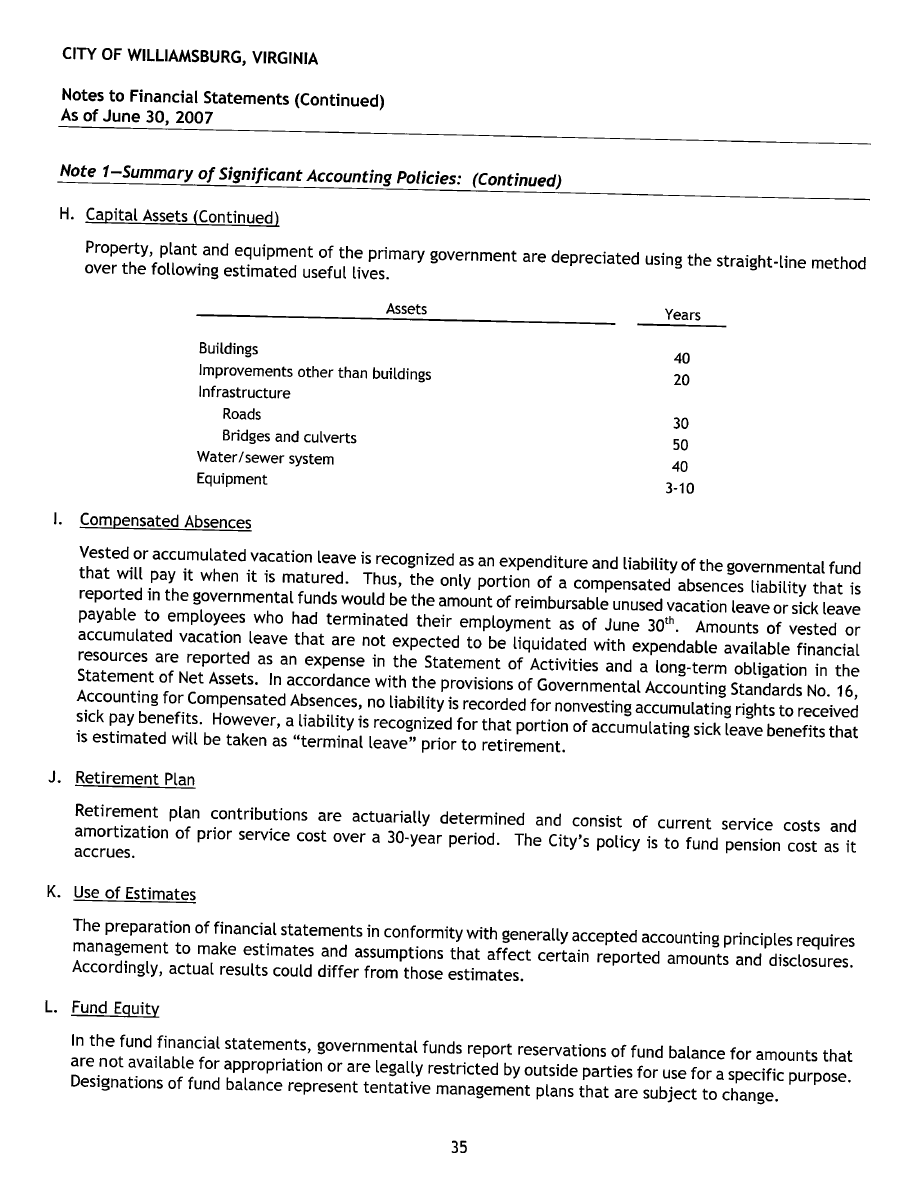 CITY OF WILLIAMSBURG, VIRGINIA
Notes to Financial Statements (Continued)
As of June 30, 2007
Note 1—Summary of Significant Accounting Policies: (Continued)
H. Capital Assets (Continued)
Property, plant and equipment of the primary government are depreciated using the straight-line method
over the following estimated useful lives.
Assets Years
Buildings 40
Improvements other than buildings 20
Infrastructure
Roads 30
Bridges and culverts 50
Water/sewer system 40
Equipment 3-10
I. Compensated Absences
Vested or accumulated vacation leave is recognized as an expenditure and liability of the governmental fund
that will pay it when it is matured. Thus, the only portion of a compensated absences liability that is
reported in the governmental funds would be the amount of reimbursable unused vacation leave or sick leave
payable to employees who had terminated their employment as of June 30th. Amounts of vested or
accumulated vacation leave that are not expected to be liquidated with expendable available financial
resources are reported as an expense in the Statement of Activities and a long-term obligation in the
Statement of Net Assets. In accordance with the provisions of Governmental Accounting Standards No. 16,
Accounting for Compensated Absences, no liability is recorded for nonvesting accumulating rights to received
sick pay benefits. However, a liability is recognized for that portion of accumulating sick leave benefits that
is estimated will be taken as “terminal leave” prior to retirement.
J. Retirement Plan
Retirement plan contributions are actuarially determined and consist of current service costs and
amortization of prior service cost over a 30-year period. The City’s policy is to fund pension cost as it
accrues.
K. Use of Estimates
The preparation of financial statements in conformity with generally accepted accounting principles requires
management to make estimates and assumptions that affect certain reported amounts and disclosures.
Accordingly, actual results could differ from those estimates.
L. Fund Equity
In the fund financial statements, governmental funds report reservations of fund balance for amounts that
are not available for appropriation or are legally restricted by outside parties for use for a specific purpose.
Designations of fund balance represent tentative management plans that are subject to change.
35